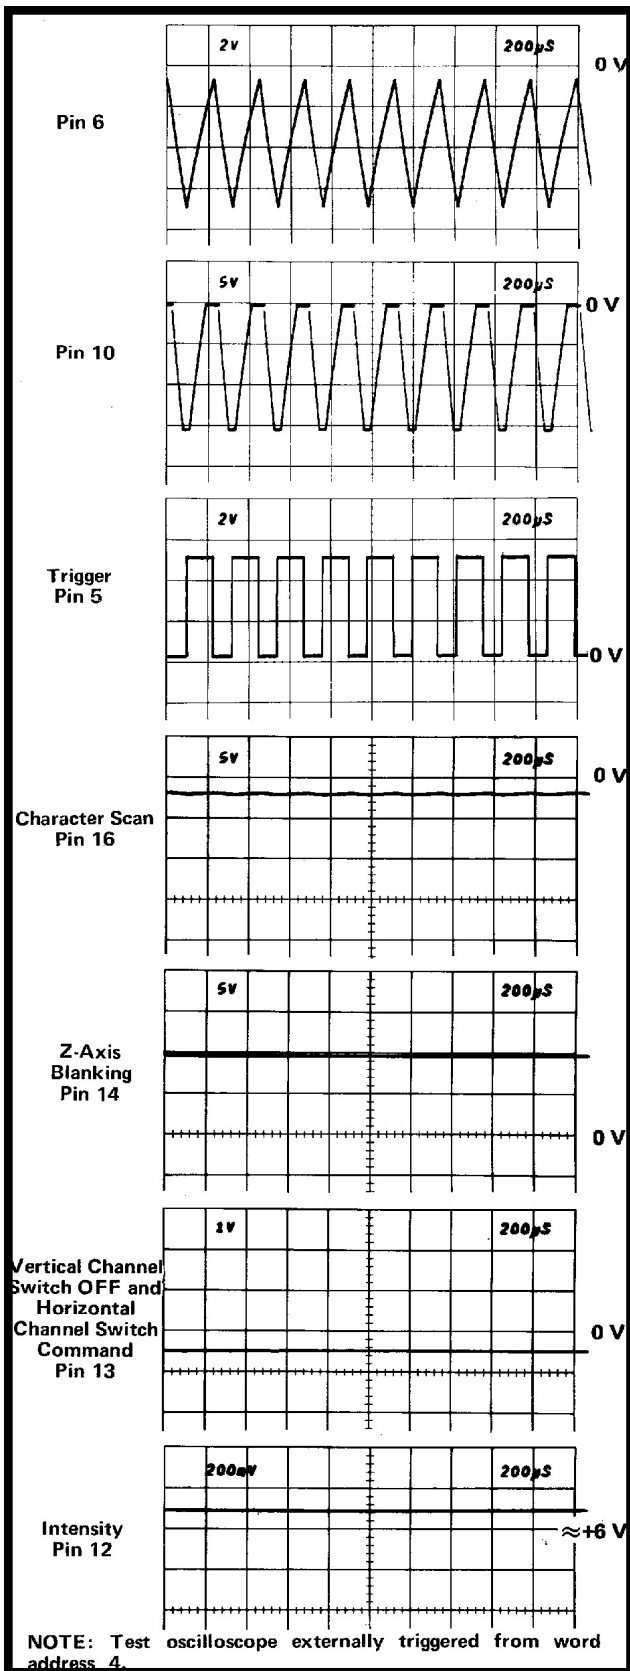 2V 200µS
0 V
Pin 6
5V 200µS
0 V
Pin 10
2V 200µS
Trigger
Pin 5
0 V
5V 200µS
0 V
Character Scan
Pin 16
5V 200µS
Z-Axis
Blanking
Pin 14
0 V
1V 200µS
Vertical Channel
Switch OFF and
Horizontal
Channel Switch
Command
Pin 13
0 V
200mV 200µS
Intensity
Pin 12
≈+6 V
NOTE: Test oscilloscope externally triggered from word
address 4.